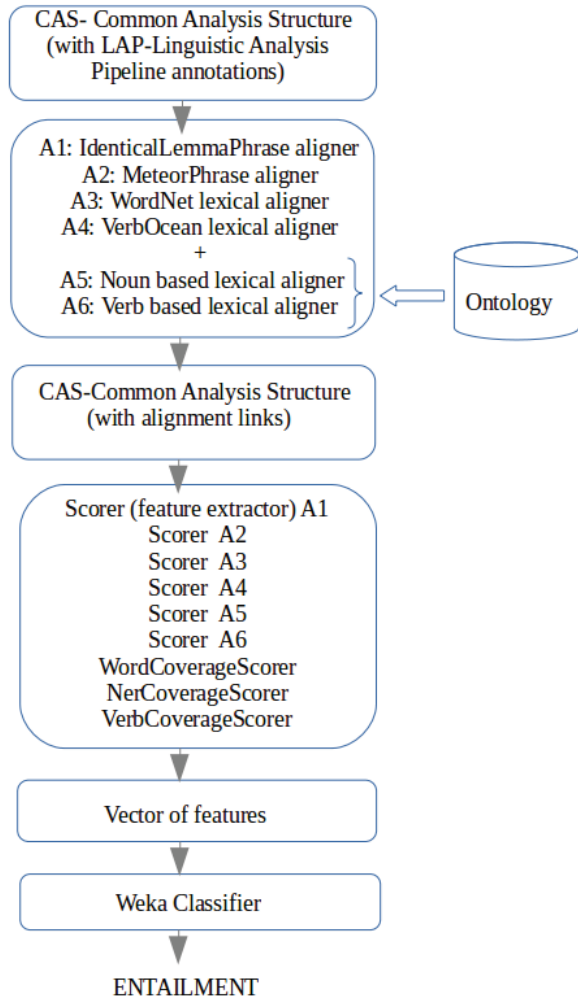 CAS- Common Analysis Structure
(with LAP-Linguistic Analysis
Pipeline annotations)
A1: IdenticalLemmaPhrase aligner
A2: MeteorPhrase aligner
A3: WordNet lexical aligner
A4: VerbOcean lexical aligner
+
A5: Noun based lexical aligner
A6: Verb based lexical aligner
Ontology
CAS-Common Analysis Structure
(with alignment links)
Scorer (feature extractor) A1
Scorer A2
Scorer A3
Scorer A4
Scorer A5
Scorer A6
WordCoverageScorer
NerCoverageScorer
VerbCoverageScorer
Vector of features
Weka Classifier
ENTAILMENT